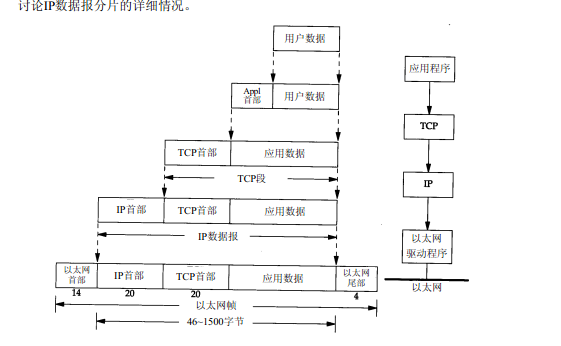 讨论IP数据报分片的详细情况。
用户数据
Appl
首部
用户数据
应用程序
TCP首部
应用数据
TCP
TCP段
IP首部
TCP首部
应用数据
IP
IP数据报
以太网
驱动程序
以太网
首部
IP首部
TCP首部
应用数据
以太网
尾部
以太网
14
20
20
4
以太网帧
46~1500字节